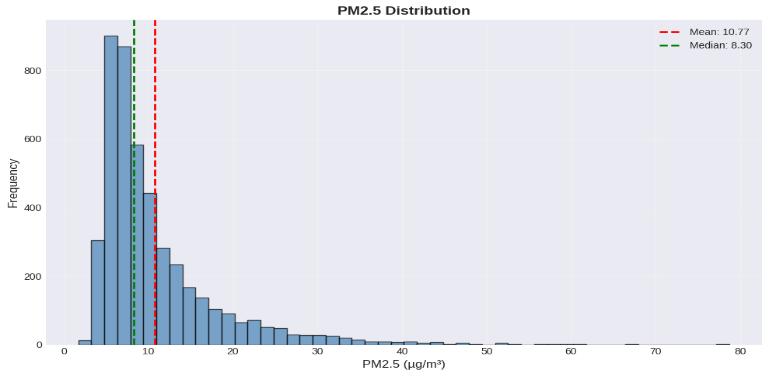 PM2.5 Distribution
Mean: 10.77
Median: 8.30
Frequency
800
600
400
200
0
0 10 20 30 40 50 60 70 80
PM2.5 (µg/m³)